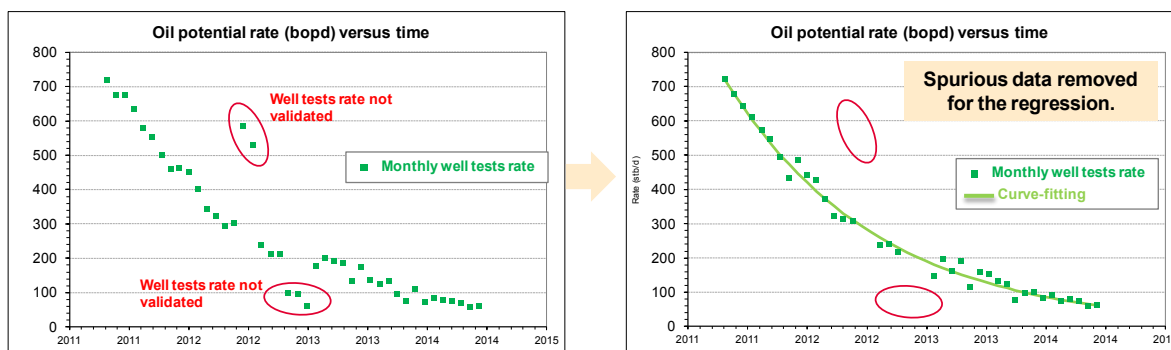 Oil potential rate (bopd) versus time
800
700
600
500
400
300
200
100
0
2011
2011
2012
2012
2013
2013
2014
2014
2015
Well tests rate not
validated
Monthly well tests rate
Well tests rate not
validated
Oil potential rate (bopd) versus time
Spurious data removed
for the regression.
800
700
600
500
400
300
200
100
0
Rate (stb/d)
Monthly well tests rate
Curve-fitting
2011
2011
2012
2012
2013
2013
2014
2014